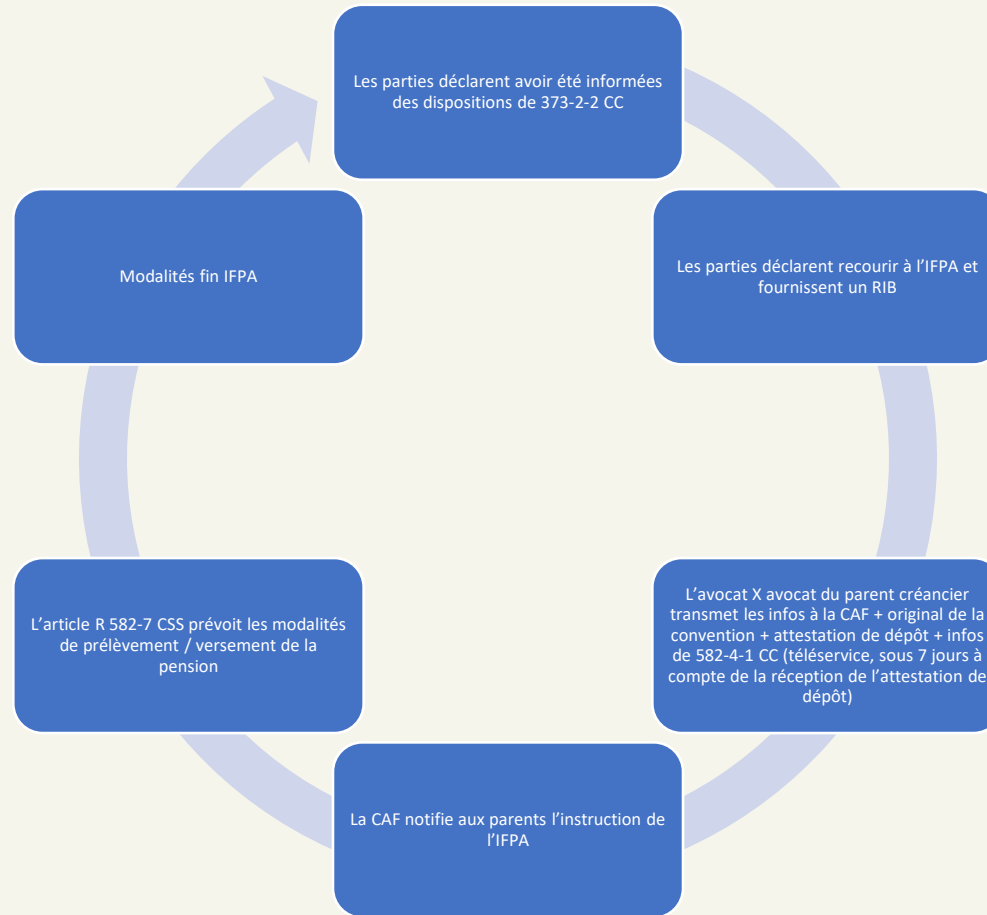 Les parties déclarent avoir été informées
des dispositions de 373-2-2 CC
Les parties déclarent recourir à l’IFPA et
fournissent un RIB
L’avocat X avocat du parent créancier
transmet les infos à la CAF + original de la
convention + attestation de dépôt + infos
de 582-4-1 CC (téléservice, sous 7 jours à
compte de la réception de l’attestation de
dépôt)
La CAF notifie aux parents l’instruction de
l’IFPA
L’article R 582-7 CSS prévoit les modalités
de prélèvement / versement de la
pension
Modalités fin IFPA